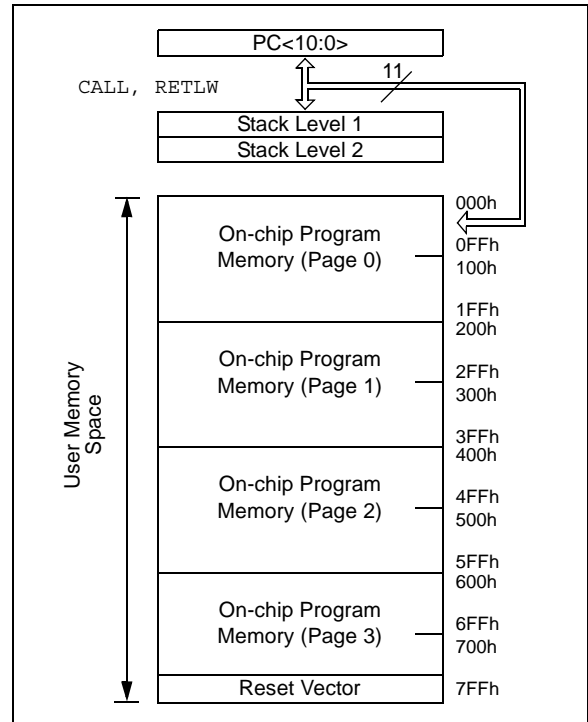 PC<10:0>
11
CALL, RETLW
Stack Level 1
Stack Level 2
000h
On-chip Program
Memory (Page 0)
0FFh
100h
1FFh
200h
On-chip Program
Memory (Page 1)
2FFh
300h
User Memory
Space
3FFh
400h
On-chip Program
Memory (Page 2)
4FFh
500h
5FFh
600h
On-chip Program
Memory (Page 3)
6FFh
700h
Reset Vector
7FFh